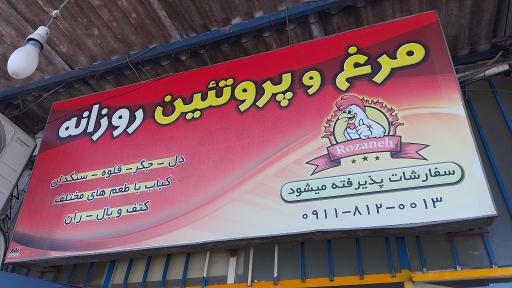 مرغ و پروتئین روزانه
Rozaneh
دل - جگر - قلوه - سنگدان
کباب با طعم های مختلف
کتف و بال - ران
سفارشات پذیرفته میشود
۰۹۱۱-۸۱۲-۰۰۱۳